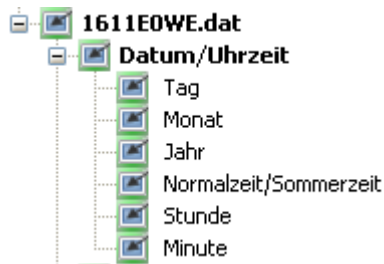 1611E0WE.dat
Datum/Uhrzeit
Tag
Monat
Jahr
Normalzeit/Sommerzeit
Stunde
Minute